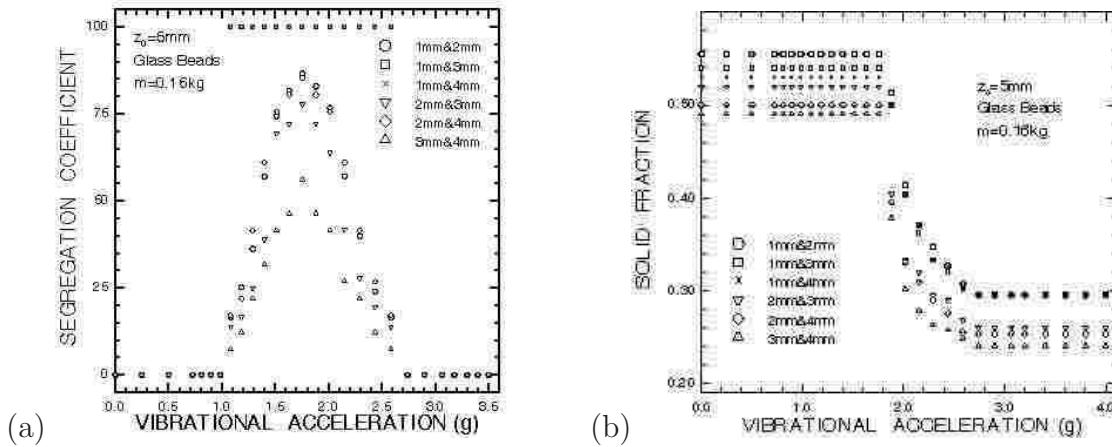 100
75
50
25
0
SEGREGATION COEFFICIENT
z₀=5mm
Glass Beads
m=0.16kg
1mm&2mm
1mm&3mm
1mm&4mm
2mm&3mm
2mm&4mm
3mm&4mm
0.0 0.5 1.0 1.5 2.0 2.5 3.0 3.5
VIBRATIONAL ACCELERATION (g)
(a)
0.50
0.40
0.30
0.20
SOLID FRACTION
z₀=5mm
Glass Beads
m=0.16kg
1mm&2mm
1mm&3mm
1mm&4mm
2mm&3mm
2mm&4mm
3mm&4mm
0.0 1.0 2.0 3.0 4.0
VIBRATIONAL ACCELERATION (g)
(b)